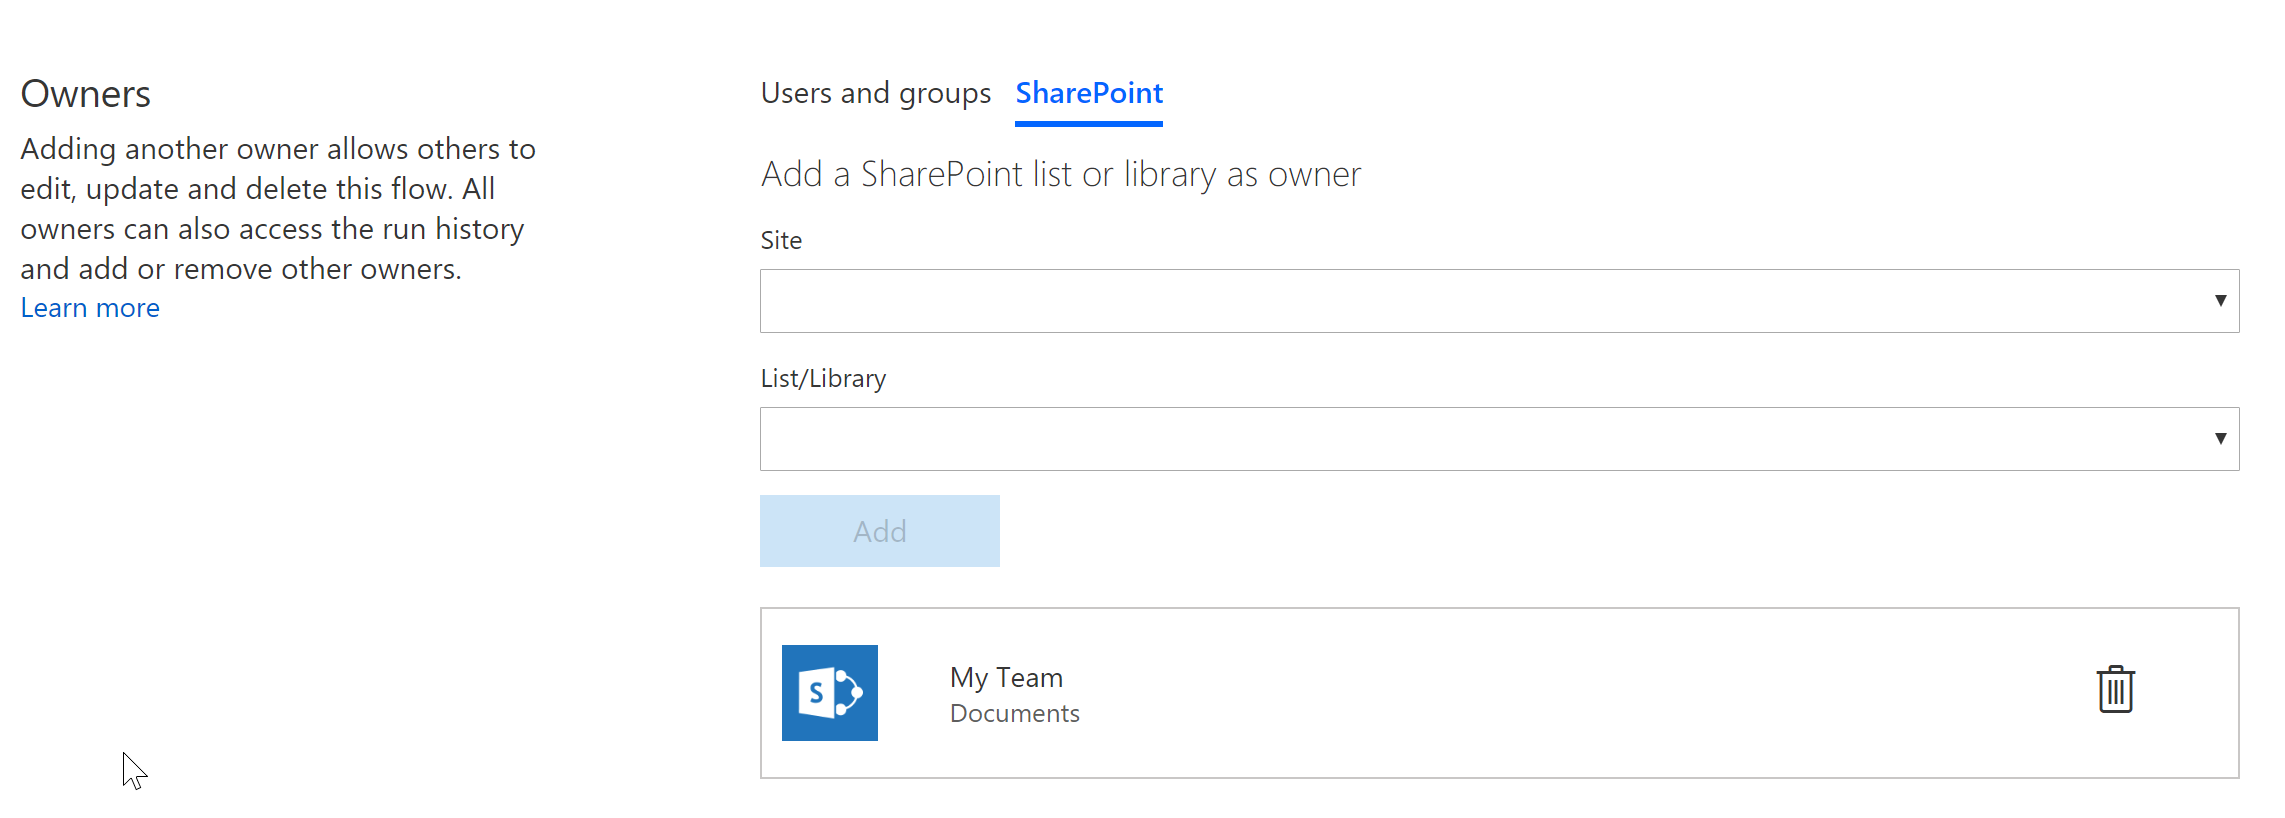 Owners
Adding another owner allows others to
edit, update and delete this flow. All
owners can also access the run history
and add or remove other owners.
Learn more
Users and groups
SharePoint
Add a SharePoint list or library as owner
Site
List/Library
Add
S
My Team
Documents